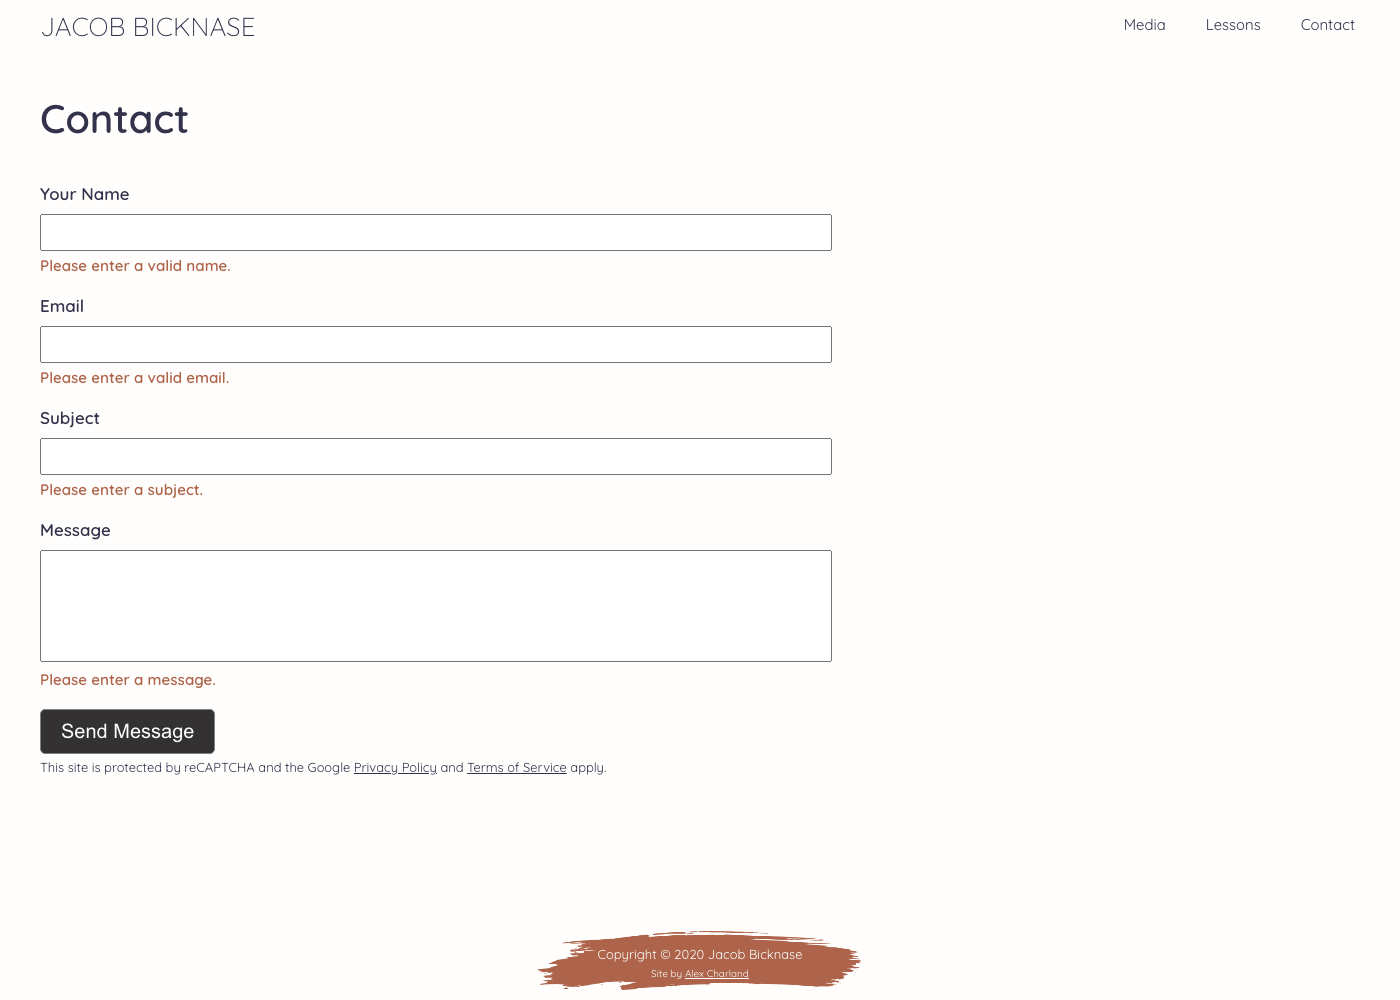 JACOB BICKNASE
Media Lessons Contact
Contact
Your Name
Please enter a valid name.
Email
Please enter a valid email.
Subject
Please enter a subject.
Message
Please enter a message.
Send Message
This site is protected by reCAPTCHA and the Google Privacy Policy and Terms of Service apply.
Copyright © 2020 Jacob Bicknase
Site by Alex Charland